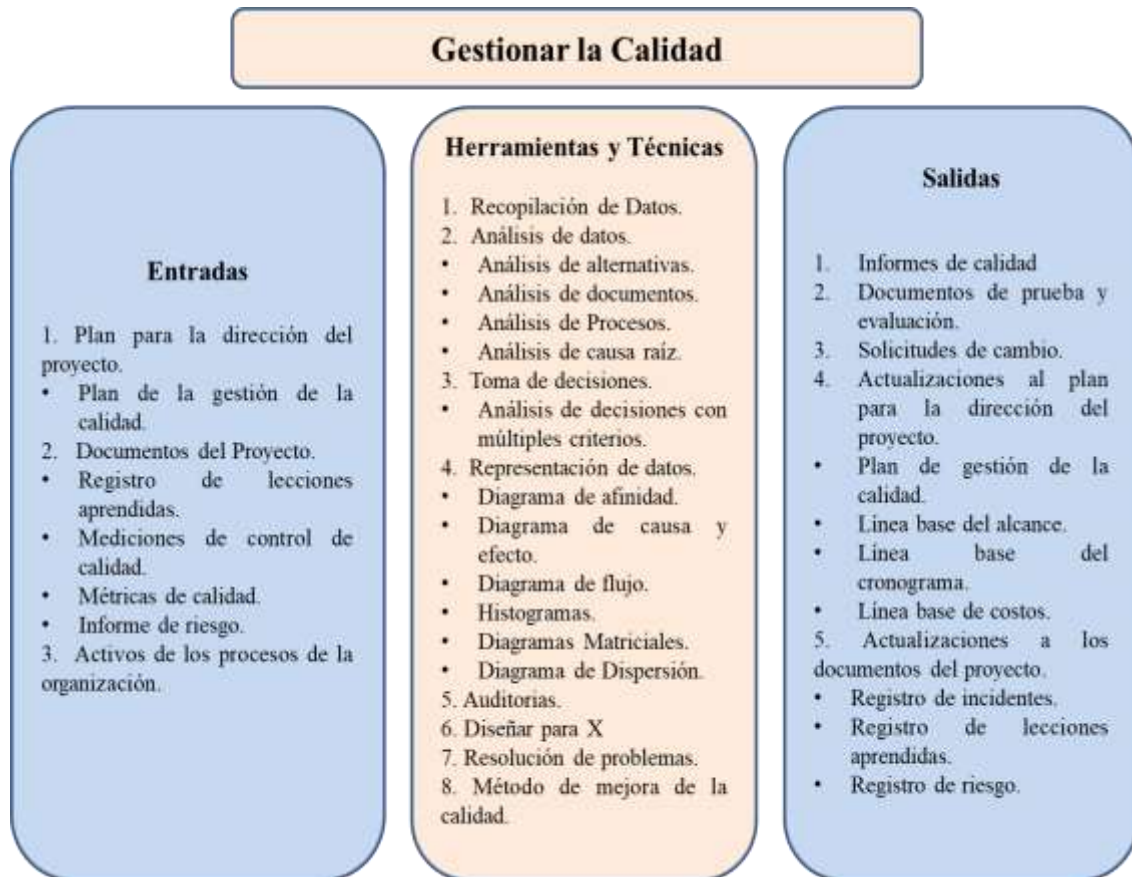 Gestionar la Calidad
Entradas
1. Plan para la dirección del
proyecto.
• Plan de la gestión de la
calidad.
2. Documentos del Proyecto.
• Registro de lecciones
aprendidas.
• Mediciones de control de
calidad.
• Métricas de calidad.
• Informe de riesgo.
3. Activos de los procesos de la
organización.
Herramientas y Técnicas
1. Recopilación de Datos.
2. Análisis de datos.
• Análisis de alternativas.
• Análisis de documentos.
• Análisis de Procesos.
• Análisis de causa raíz.
3. Toma de decisiones.
• Análisis de decisiones con
múltiples criterios.
4. Representación de datos.
• Diagrama de afinidad.
• Diagrama de causa y
efecto.
• Diagrama de flujo.
• Histogramas.
• Diagramas Matriciales.
• Diagrama de Dispersión.
5. Auditorias.
6. Diseñar para X
7. Resolución de problemas.
8. Método de mejora de la
calidad.
Salidas
1. Informes de calidad
2. Documentos de prueba y
evaluación.
3. Solicitudes de cambio.
4. Actualizaciones al plan
para la dirección del
proyecto.
• Plan de gestión de la
calidad.
• Línea base del alcance.
• Línea base del
cronograma.
• Línea base de costos.
5. Actualizaciones a los
documentos del proyecto.
• Registro de incidentes.
• Registro de lecciones
aprendidas.
• Registro de riesgo.